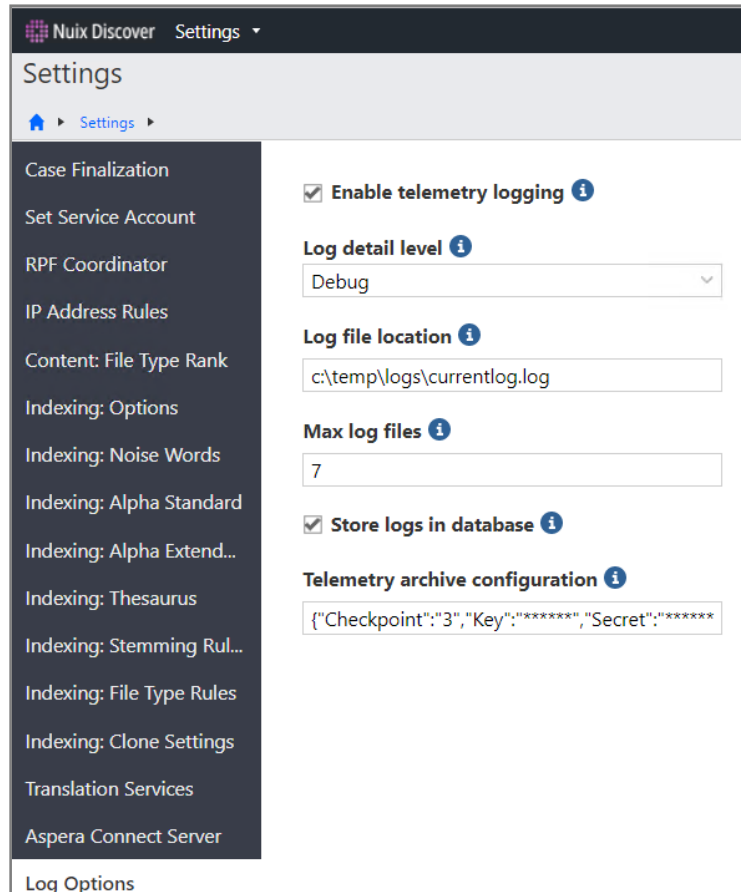 Nuix Discover Settings
Settings
Settings
Case Finalization
Set Service Account
RPF Coordinator
IP Address Rules
Content: File Type Rank
Indexing: Options
Indexing: Noise Words
Indexing: Alpha Standard
Indexing: Alpha Extend...
Indexing: Thesaurus
Indexing: Stemming Rul...
Indexing: File Type Rules
Indexing: Clone Settings
Translation Services
Aspera Connect Server
Log Options
Enable telemetry logging
Log detail level
Debug
Log file location
c:\temp\logs\currentlog.log
Max log files
7
Store logs in database
Telemetry archive configuration
{"Checkpoint":"3","Key":"******","Secret":"******